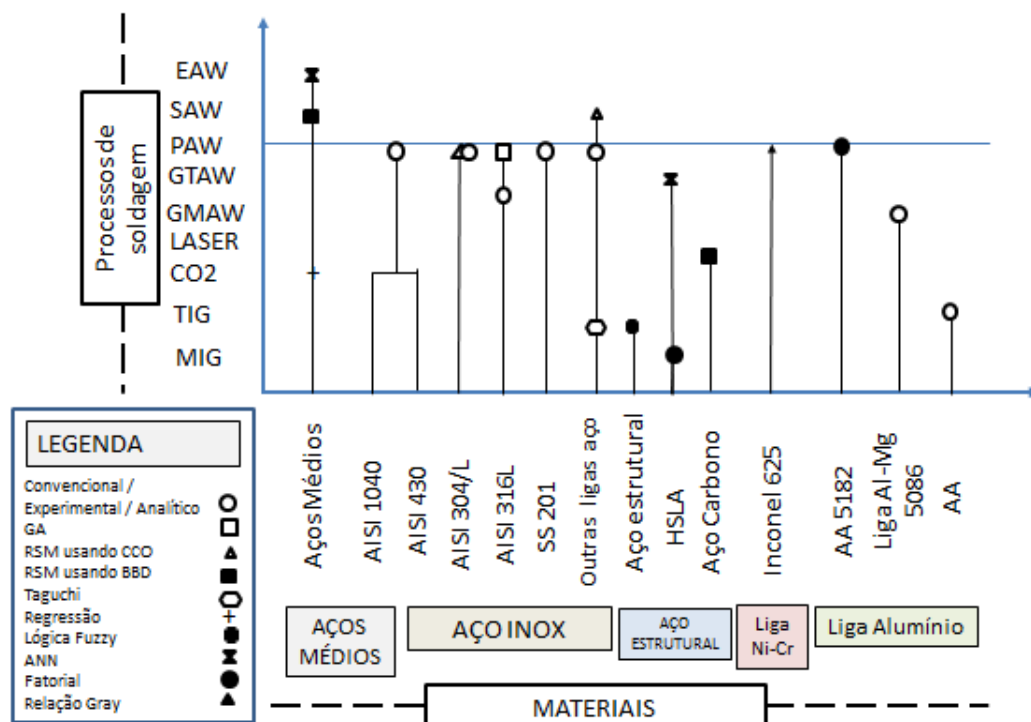 Processos de
soldagem
EAW
SAW
PAW
GTAW
GMAW
LASER
CO2
TIG
MIG
LEGENDA
Convencional /
Experimental / Analítico
GA
RSM usando CCO
RSM usando BBD
Taguchi
Regressão
Lógica Fuzzy
ANN
Fatorial
Relação Gray
Aços Médios
AISI 1040
AISI 430
AISI 304/L
AISI 316L
SS 201
Outras ligas aço
Aço estrutural
HSLA
Aço Carbono
Inconel 625
AA 5182
Liga Al -Mg
5086
AA
AÇOS
MÉDIOS
AÇO INOX
AÇO
ESTRUTURAL
Liga
Ni-Cr
Liga Alumínio
MATERIAIS